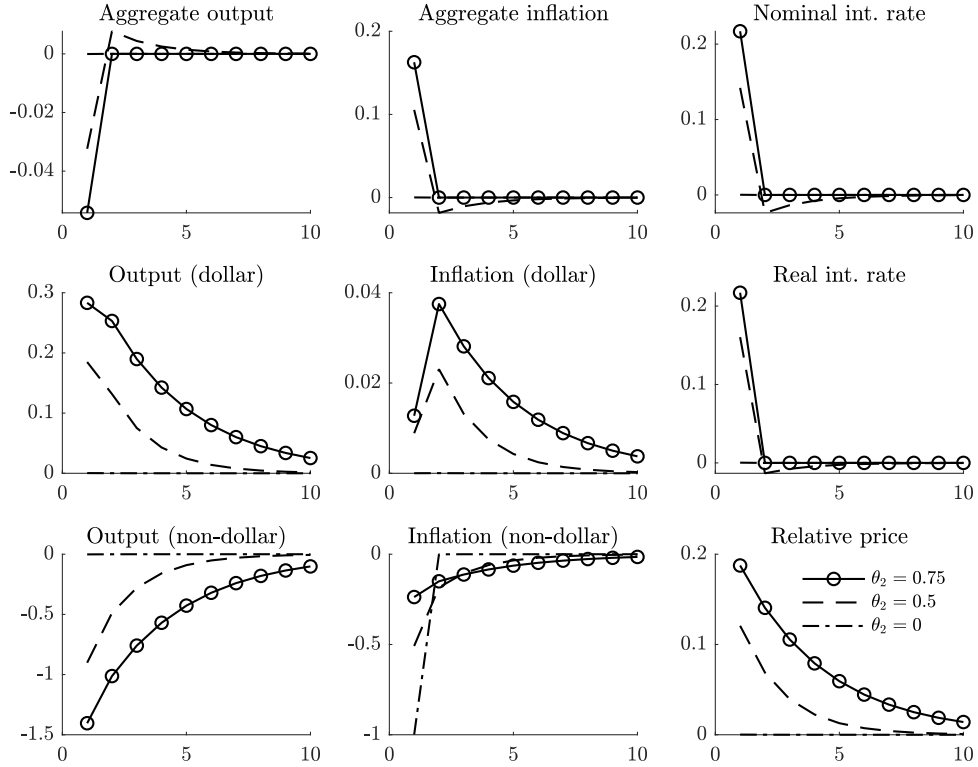 Aggregate output
Aggregate inflation
Nominal int. rate
0
-0.02
-0.04
0 5 10
0.2
0.1
0
0 5 10
0.2
0.1
0
0 5 10
Output (dollar)
Inflation (dollar)
Real int. rate
0.3
0.2
0.1
0
0 5 10
0.04
0.02
0
0 5 10
0.2
0.1
0
0 5 10
Output (non-dollar)
Inflation (non-dollar)
Relative price
0
-0.5
-1
-1.5
0 5 10
0
-0.5
-1
0 5 10
0.2
0.1
0
0 5 10
θ₂ = 0.75
θ₂ = 0.5
θ₂ = 0